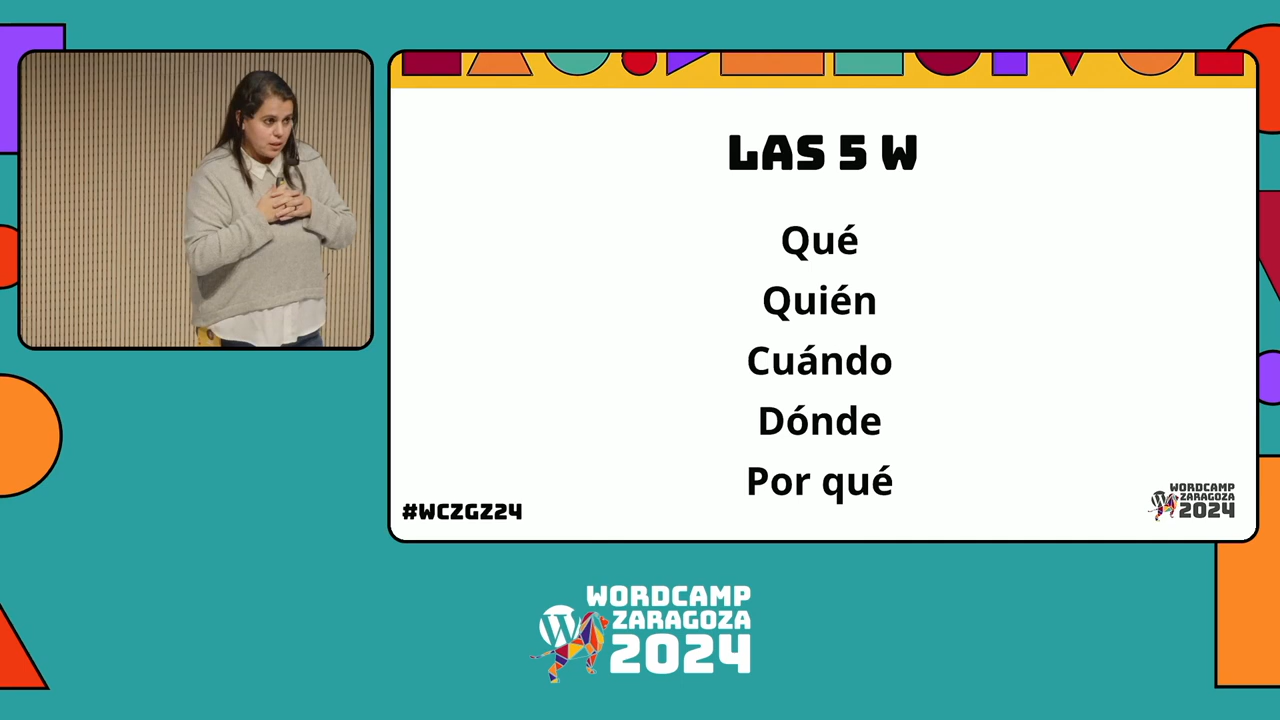 LAS 5 W
Qué
Quién
Cuándo
Dónde
Por qué
#WCZGZ24
WORDCAMP
ZARAGOZA
2024
WORDCAMP
ZARAGOZA
2024